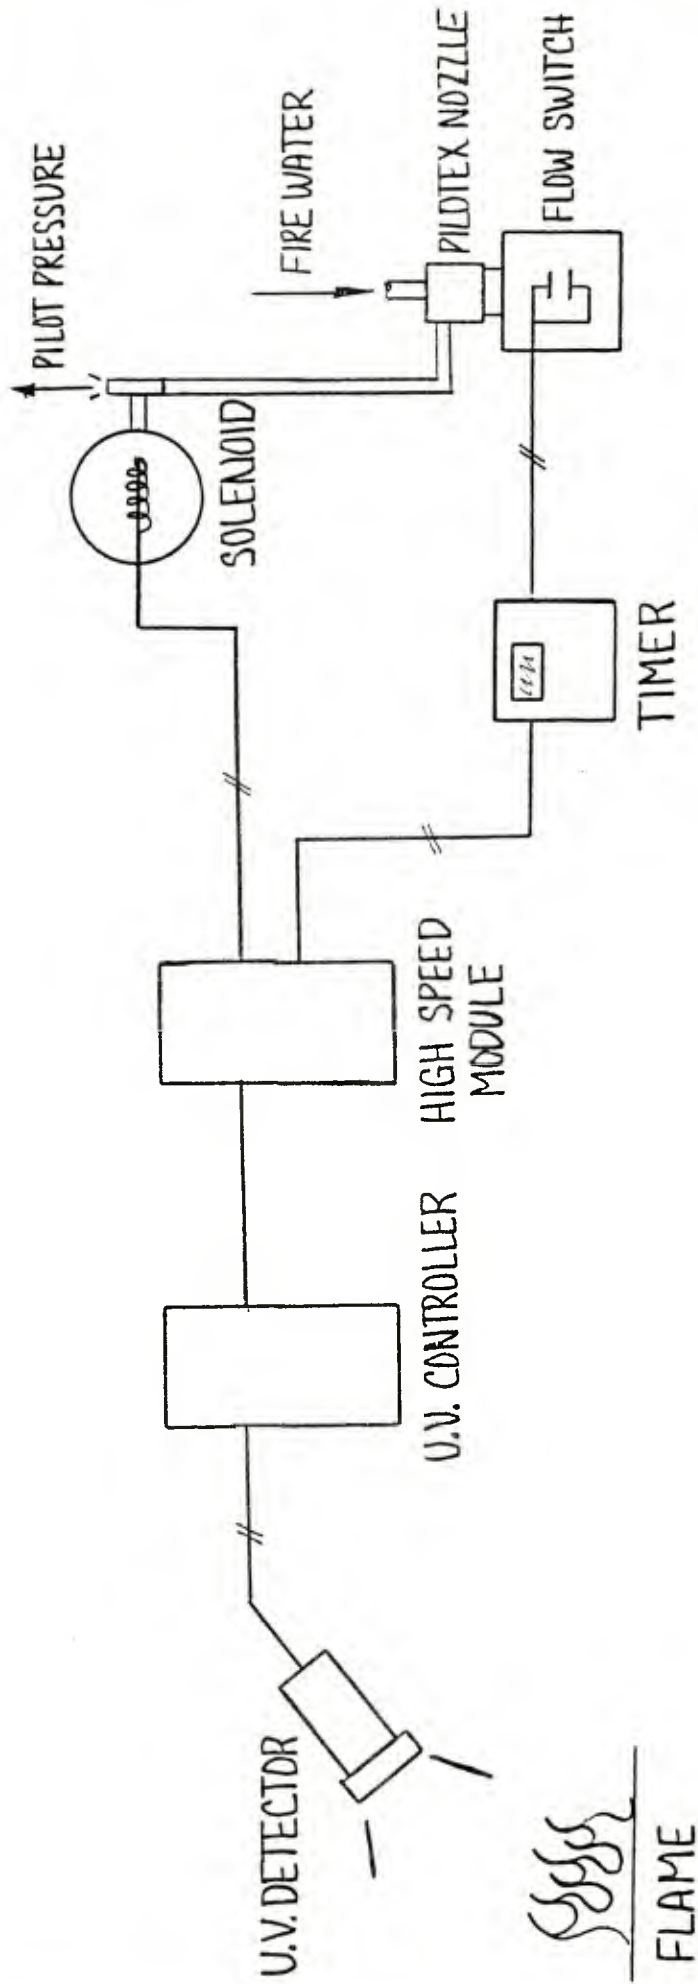 U.V. DETECTOR
FLAME
U.V. CONTROLLER
HIGH SPEED
MODULE
TIMER
SOLENOID
PILOT PRESSURE
FIRE WATER
PILOTEX NOZZLE
FLOW SWITCH